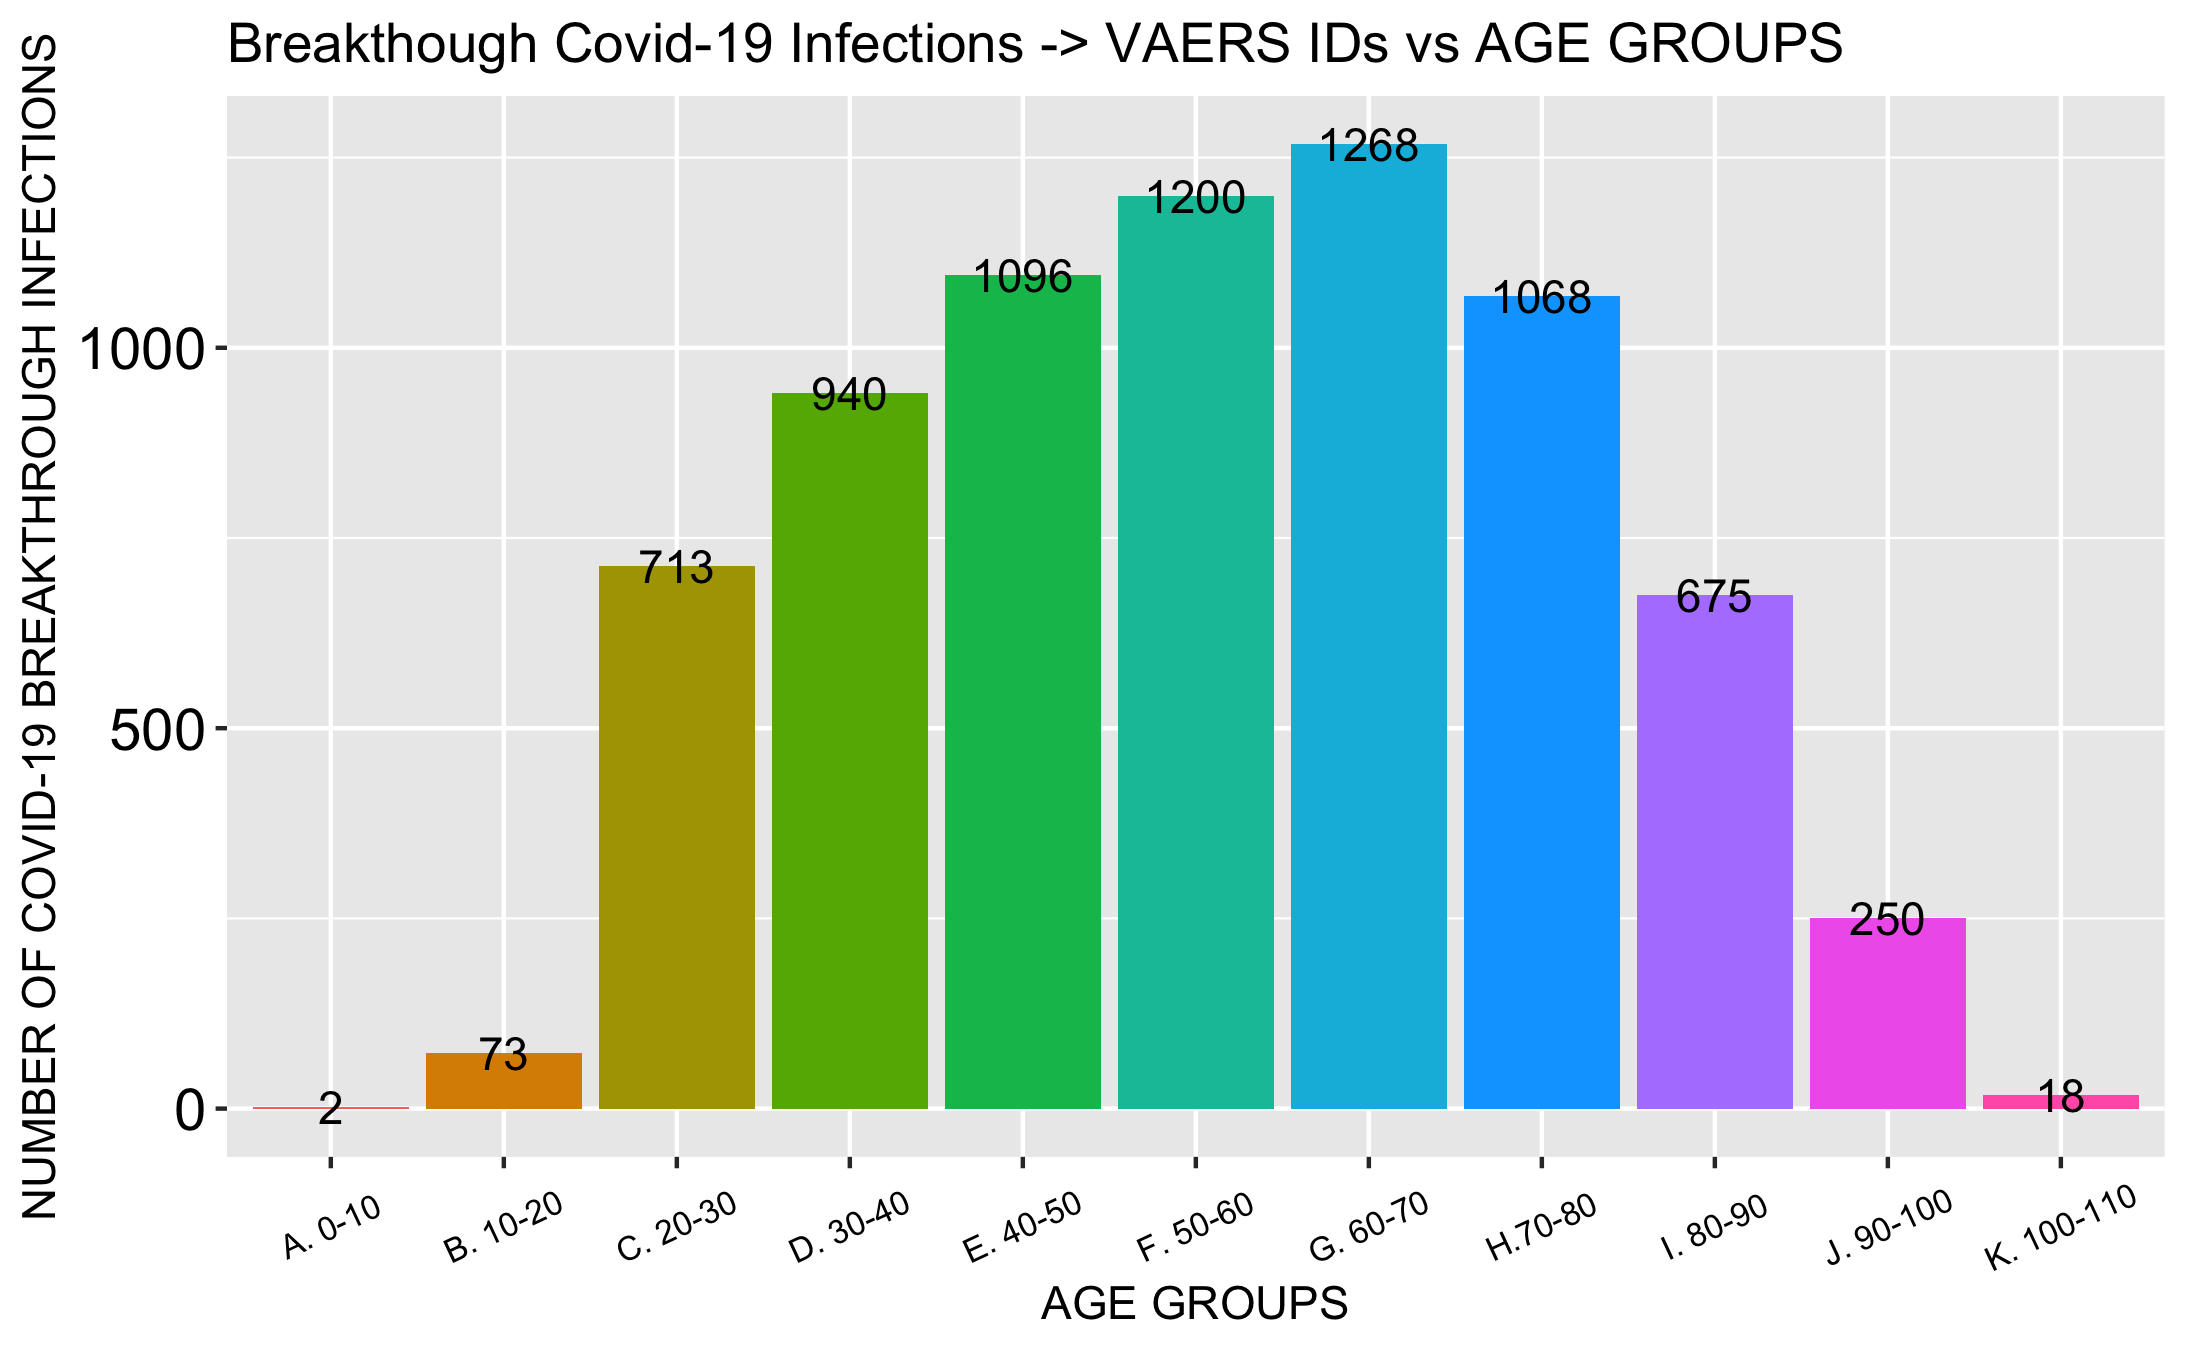 Breakthough Covid-19 Infections -> VAERS IDs vs AGE GROUPS
NUMBER OF COVID-19 BREAKTHROUGH INFECTIONS
1000
500
0
2
73
713
940
1096
1200
1268
1068
675
250
18
A. 0-10
B. 10-20
C. 20-30
D. 30-40
E. 40-50
F. 50-60
G. 60-70
H.70-80
I. 80-90
J. 90-100
K. 100-110
AGE GROUPS